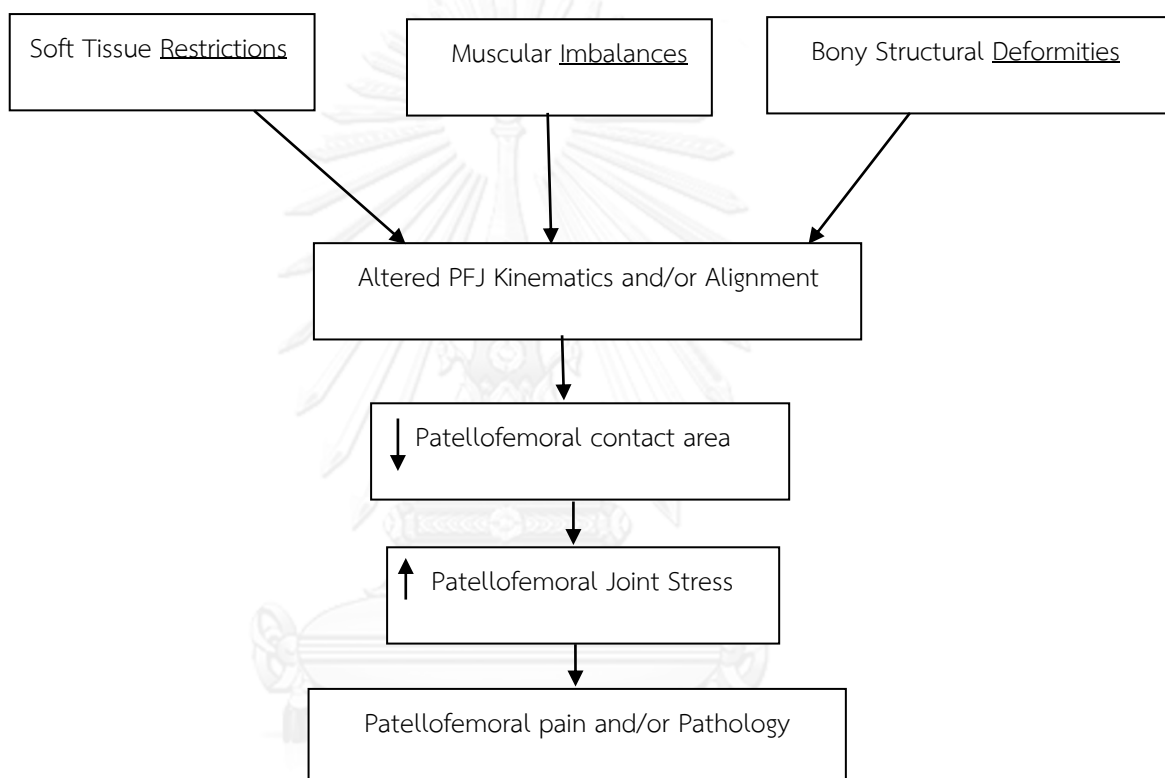 Soft Tissue Restrictions
Muscular Imbalances
Bony Structural Deformities
Altered PFJ Kinematics and/or Alignment
Patellofemoral contact area
Patellofemoral Joint Stress
Patellofemoral pain and/or Pathology